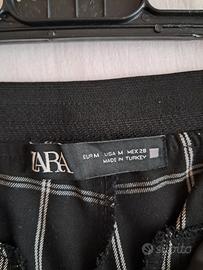 ZARA
EUR M  USA M  MEX 28
MADE IN TURKEY
subito